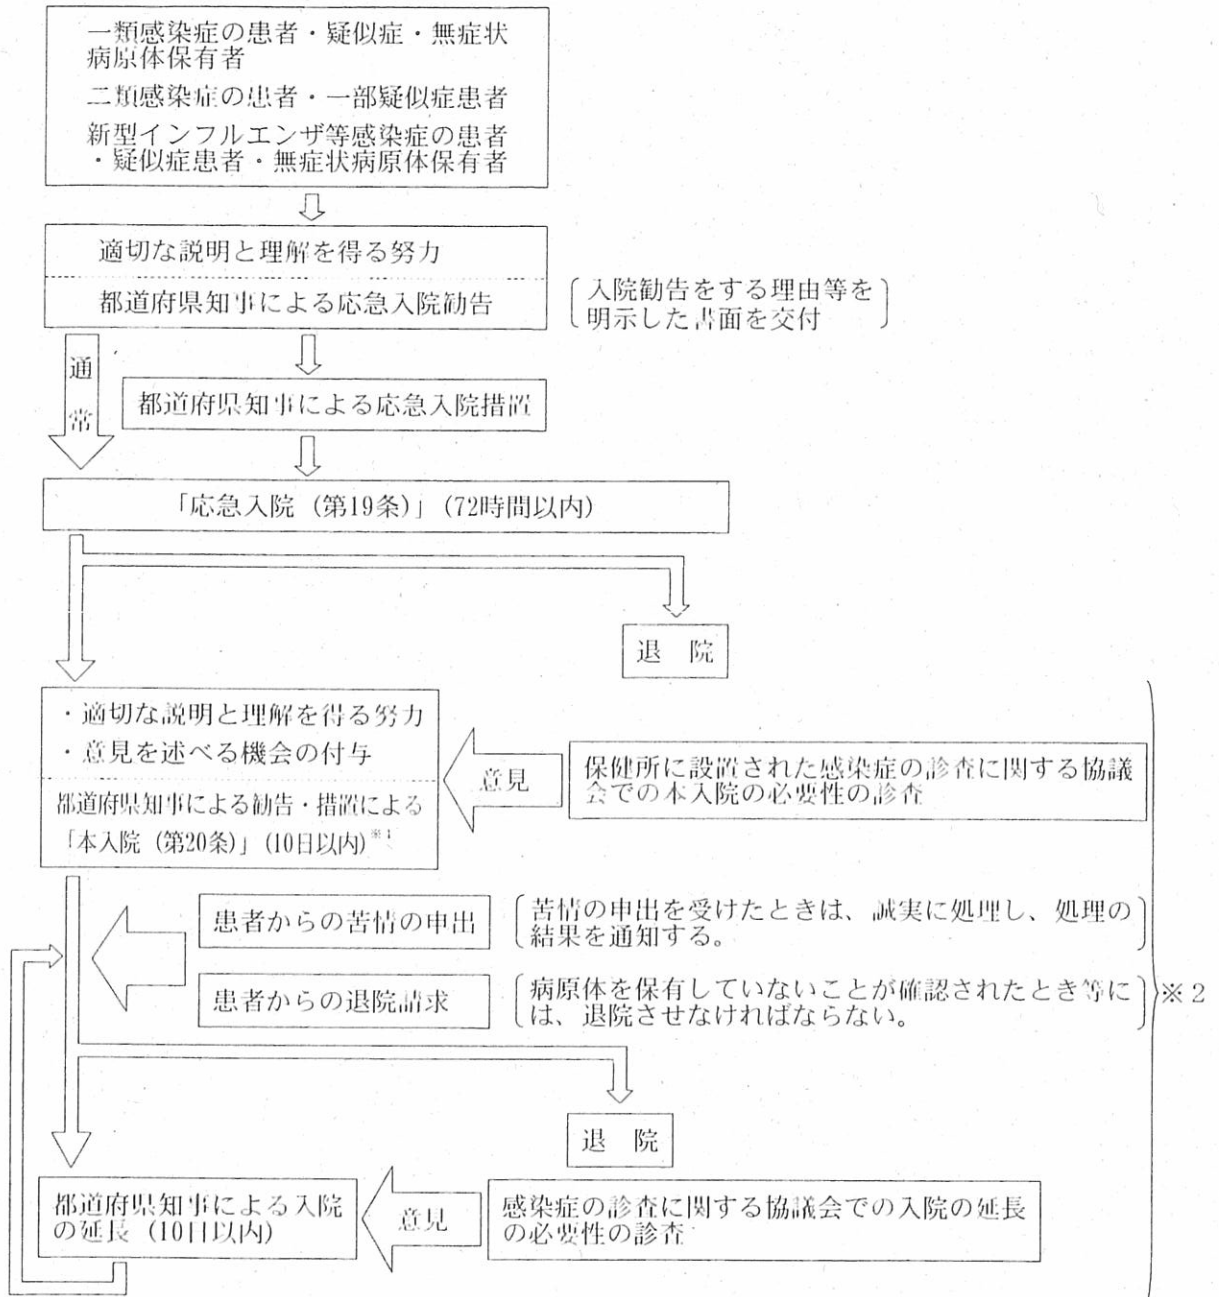 一類感染症の患者・疑似症・無症状
病原体保有者
二類感染症の患者・一部疑似症患者
新型インフルエンザ等感染症の患者
・疑似症患者・無症状病原体保有者
適切な説明と理解を得る努力
都道府県知事による応急入院勧告
入院勧告をする理由等を
明示した書面を交付
通
常
都道府県知事による応急入院措置
「応急入院(第19条)」(72時間以内)
退 院
・適切な説明と理解を得る努力
・意見を述べる機会の付与
都道府県知事による勧告・措置による
「本入院(第20条)」(10日以内)※1
意見
保健所に設置された感染症の診査に関する協議
会での本入院の必要性の診査
患者からの苦情の申出
苦情の申出を受けたときは、誠実に処理し、処理の
結果を通知する。
患者からの退院請求
病原体を保有していないことが確認されたとき等に
は、退院させなければならない。
※2
退 院
都道府県知事による入院
の延長(10日以内)
意見
感染症の診査に関する協議会での入院の延長
の必要性の診査